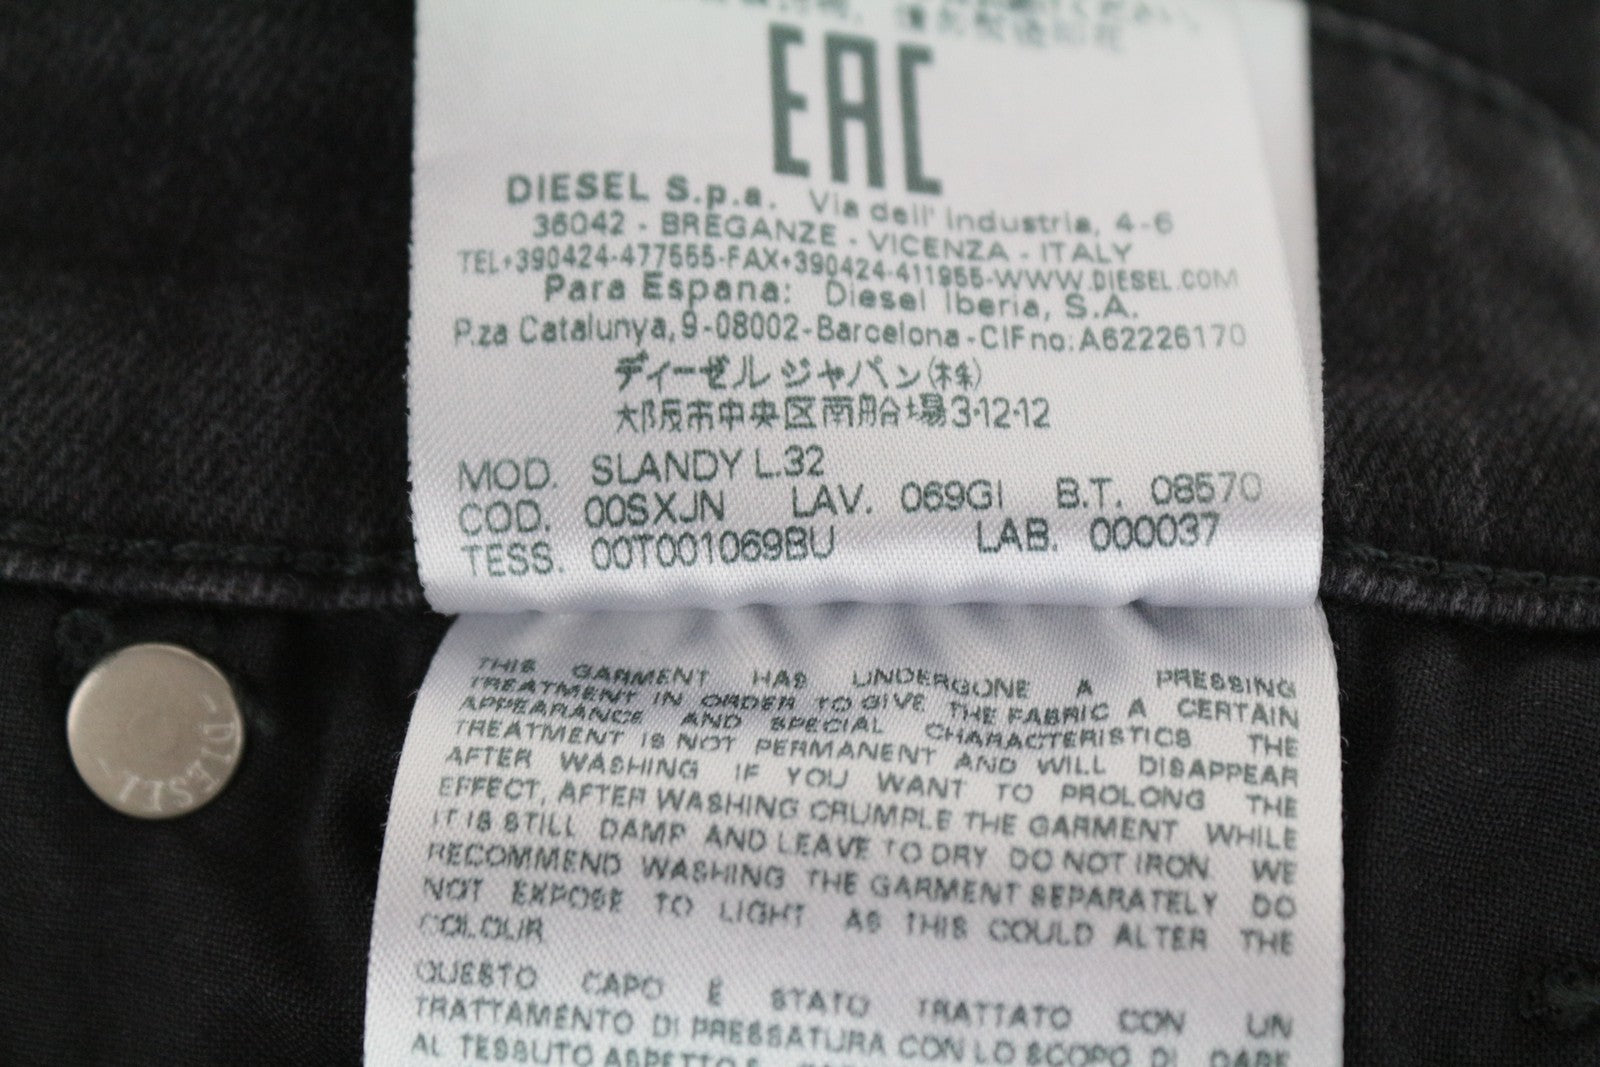 EAC
DIESEL S.p.a. Via dell' Industria, 4-6
36042 - BREGANZE - VICENZA - ITALY
TEL+390424-477555-FAX+390424-411955-WWW.DIESEL.COM
Para Espana: Diesel Iberia, S.A.
P.za Catalunya, 9-08002-Barcelona-CIF no: A62226170
ディーゼル ジャパン(株)
大阪市中央区南船場3-12-12
MOD. SLANDY L.32
COD. 00SXJN LAV. 069GI B.T. 08570
TESS. 00T001069BU LAB. 000037
THIS GARMENT HAS UNDERGONE A PRESSING
TREATMENT IN ORDER TO GIVE THE FABRIC A CERTAIN
APPEARANCE AND SPECIAL CHARACTERISTICS THE
TREATMENT IS NOT PERMANENT AND WILL DISAPPEAR
AFTER WASHING IF YOU WANT TO PROLONG THE
EFFECT, AFTER WASHING CRUMPLE THE GARMENT WHILE
IT IS STILL DAMP AND LEAVE TO DRY DO NOT IRON WE
RECOMMEND WASHING THE GARMENT SEPARATELY DO
NOT EXPOSE TO LIGHT AS THIS COULD ALTER THE
COLOUR
QUESTO CAPO È STATO TRATTATO CON UN
TRATTAMENTO DI PRESSATURA CON LO SCOPO DI DARE
AL TESSUTO ASPETTO E
- DIESEL -